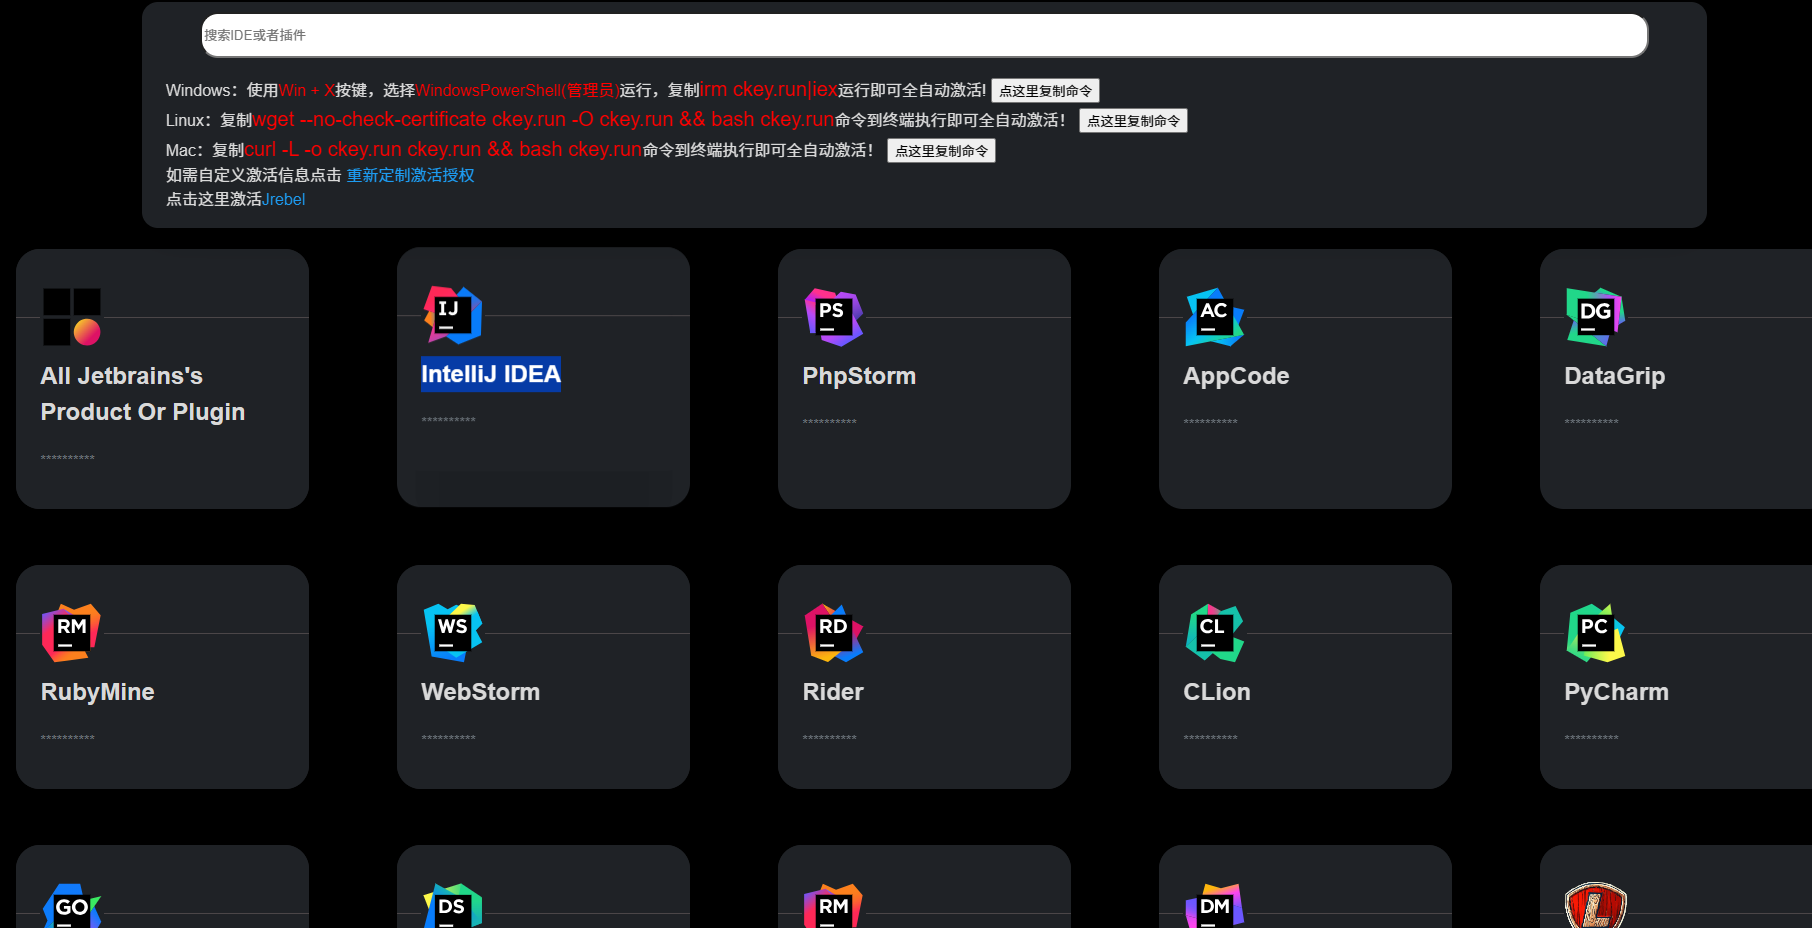 搜索IDE或者插件
Windows：使用Win + X按键，选择WindowsPowerShell(管理员)运行，复制irm ckey.run|iex运行即可全自动激活! 点这里复制命令
Linux：复制wget --no-check-certificate ckey.run -O ckey.run && bash ckey.run命令到终端执行即可全自动激活！ 点这里复制命令
Mac：复制curl -L -o ckey.run ckey.run && bash ckey.run命令到终端执行即可全自动激活！ 点这里复制命令
如需自定义激活信息点击 重新定制激活授权
点击这里激活Jrebel
IJ
PS
AC
DG
All Jetbrains's
Product Or Plugin
IntelliJ IDEA
PhpStorm
AppCode
DataGrip
**********
**********
**********
**********
**********
RM
WS
RD
CL
PC
RubyMine
WebStorm
Rider
CLion
PyCharm
**********
**********
**********
**********
**********
GO
DS
RM
DM
L